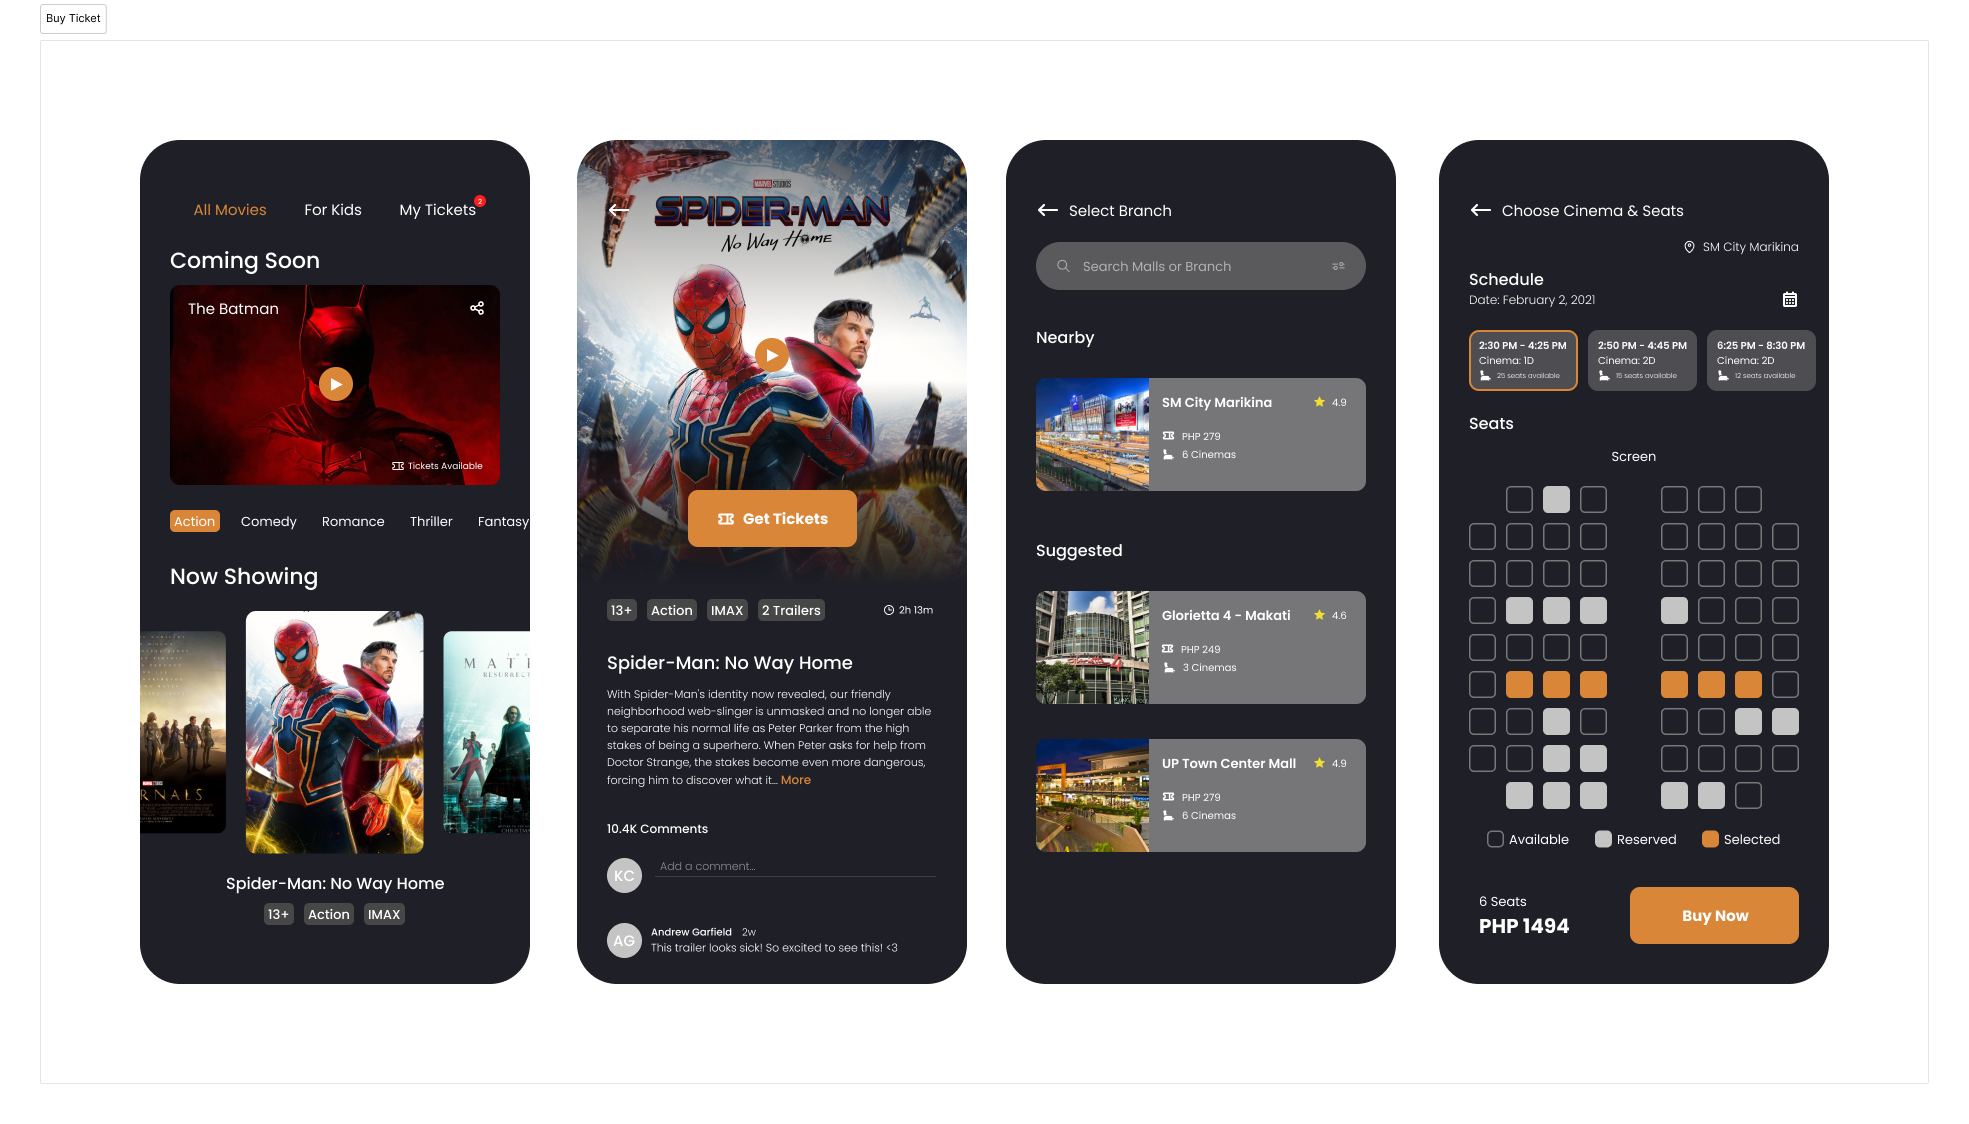 Buy Ticket
All Movies
For Kids
My Tickets
2
Coming Soon
The Batman
Tickets Available
Action
Comedy
Romance
Thriller
Fantasy
Now Showing
MARVEL STUDIOS
RNALS
MAT
RESURRECT
Spider-Man: No Way Home
13+
Action
IMAX
MARVEL STUDIOS
SPIDER-MAN
No Way Home
Get Tickets
13+
Action
IMAX
2 Trailers
2h 13m
Spider-Man: No Way Home
With Spider-Man's identity now revealed, our friendly
neighborhood web-slinger is unmasked and no longer able
to separate his normal life as Peter Parker from the high
stakes of being a superhero. When Peter asks for help from
Doctor Strange, the stakes become even more dangerous,
forcing him to discover what it... More
10.4K Comments
KC
Add a comment...
AG
Andrew Garfield 2w
This trailer looks sick! So excited to see this! <3
Select Branch
Search Malls or Branch
Nearby
SM City Marikina
4.9
PHP 279
6 Cinemas
Suggested
Glorietta 4 - Makati
4.6
PHP 249
3 Cinemas
UP Town Center Mall
4.9
PHP 279
6 Cinemas
Choose Cinema & Seats
SM City Marikina
Schedule
Date: February 2, 2021
2:30 PM - 4:25 PM
Cinema: 1D
25 seats available
2:50 PM - 4:45 PM
Cinema: 2D
15 seats available
6:25 PM - 8:30 PM
Cinema: 2D
12 seats available
Seats
Screen
Available
Reserved
Selected
6 Seats
PHP 1494
Buy Now